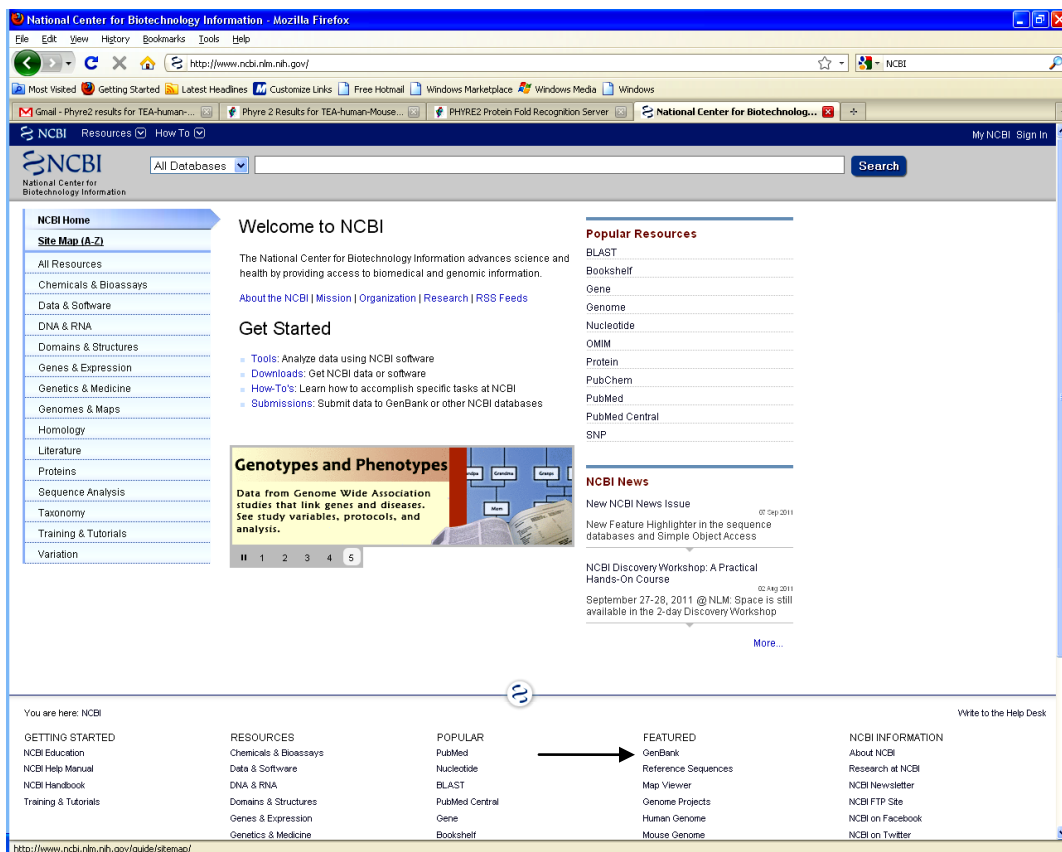 National Center for Biotechnology Information - Mozilla Firefox
File Edit View History Bookmarks Tools Help
http://www.ncbi.nlm.nih.gov/
NCBI
Most Visited Getting Started Latest Headlines Customize Links Free Hotmail Windows Marketplace Windows Media Windows
Gmail - Phyre2 results for TEA-human-... Phyre 2 Results for TEA-human-Mouse... PHYRE2 Protein Fold Recognition Server National Center for Biotechnolog...
NCBI Resources How To My NCBI Sign In
NCBI
National Center for
Biotechnology Information
All Databases
Search
NCBI Home
Site Map (A-Z)
All Resources
Chemicals & Bioassays
Data & Software
DNA & RNA
Domains & Structures
Genes & Expression
Genetics & Medicine
Genomes & Maps
Homology
Literature
Proteins
Sequence Analysis
Taxonomy
Training & Tutorials
Variation
Welcome to NCBI
The National Center for Biotechnology Information advances science and
health by providing access to biomedical and genomic information.
About the NCBI | Mission | Organization | Research | RSS Feeds
Get Started
Tools: Analyze data using NCBI software
Downloads: Get NCBI data or software
How-To's: Learn how to accomplish specific tasks at NCBI
Submissions: Submit data to GenBank or other NCBI databases
Genotypes and Phenotypes
Data from Genome Wide Association
studies that link genes and diseases.
See study variables, protocols, and
analysis.
Grandma
Mom
1 2 3 4 5
Popular Resources
BLAST
Bookshelf
Gene
Genome
Nucleotide
OMIM
Protein
PubChem
PubMed
PubMed Central
SNP
NCBI News
New NCBI News Issue
07 Sep 2011
New Feature Highlighter in the sequence
databases and Simple Object Access
NCBI Discovery Workshop: A Practical
Hands-On Course
02 Aug 2011
September 27-28, 2011 @ NLM: Space is still
available in the 2-day Discovery Workshop
More...
You are here: NCBI
Write to the Help Desk
GETTING STARTED
NCBI Education
NCBI Help Manual
NCBI Handbook
Training & Tutorials
RESOURCES
Chemicals & Bioassays
Data & Software
DNA & RNA
Domains & Structures
Genes & Expression
Genetics & Medicine
POPULAR
PubMed
Nucleotide
BLAST
PubMed Central
Gene
Bookshelf
FEATURED
GenBank
Reference Sequences
Map Viewer
Genome Projects
Human Genome
Mouse Genome
NCBI INFORMATION
About NCBI
Research at NCBI
NCBI Newsletter
NCBI FTP Site
NCBI on Facebook
NCBI on Twitter
http://www.ncbi.nlm.nih.gov/guide/sitemap/